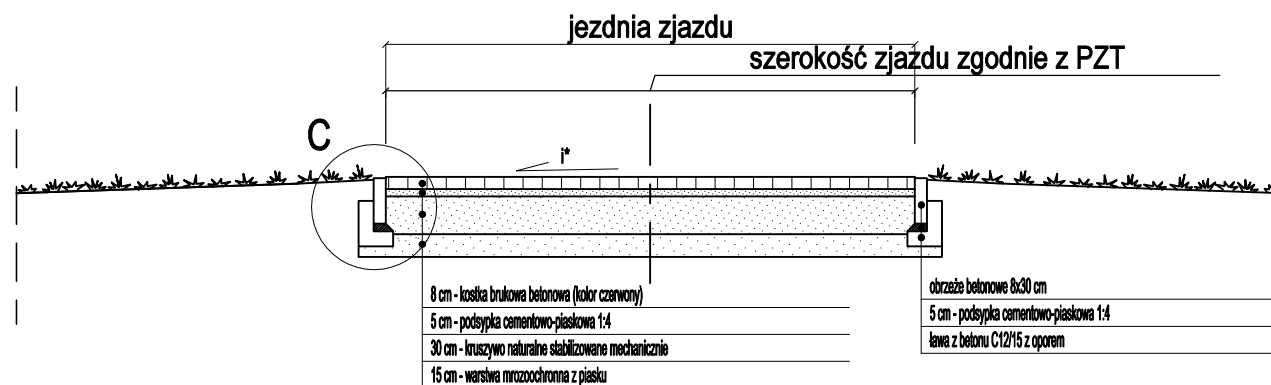 jezdnia zjazdu
szerokość zjazdu zgodnie z PZT
C
i*
8 cm - kostka brukowa betonowa (kolor czerwony)
5 cm - podsypka cementowo-piaskowa 1:4
30 cm - kruszywo naturalne stabilizowane mechanicznie
15 cm - warstwa mrozoochronna z piasku
obrzeże betonowe 8x30 cm
5 cm - podsypka cementowo-piaskowa 1:4
ława z betonu C12/15 z oporem